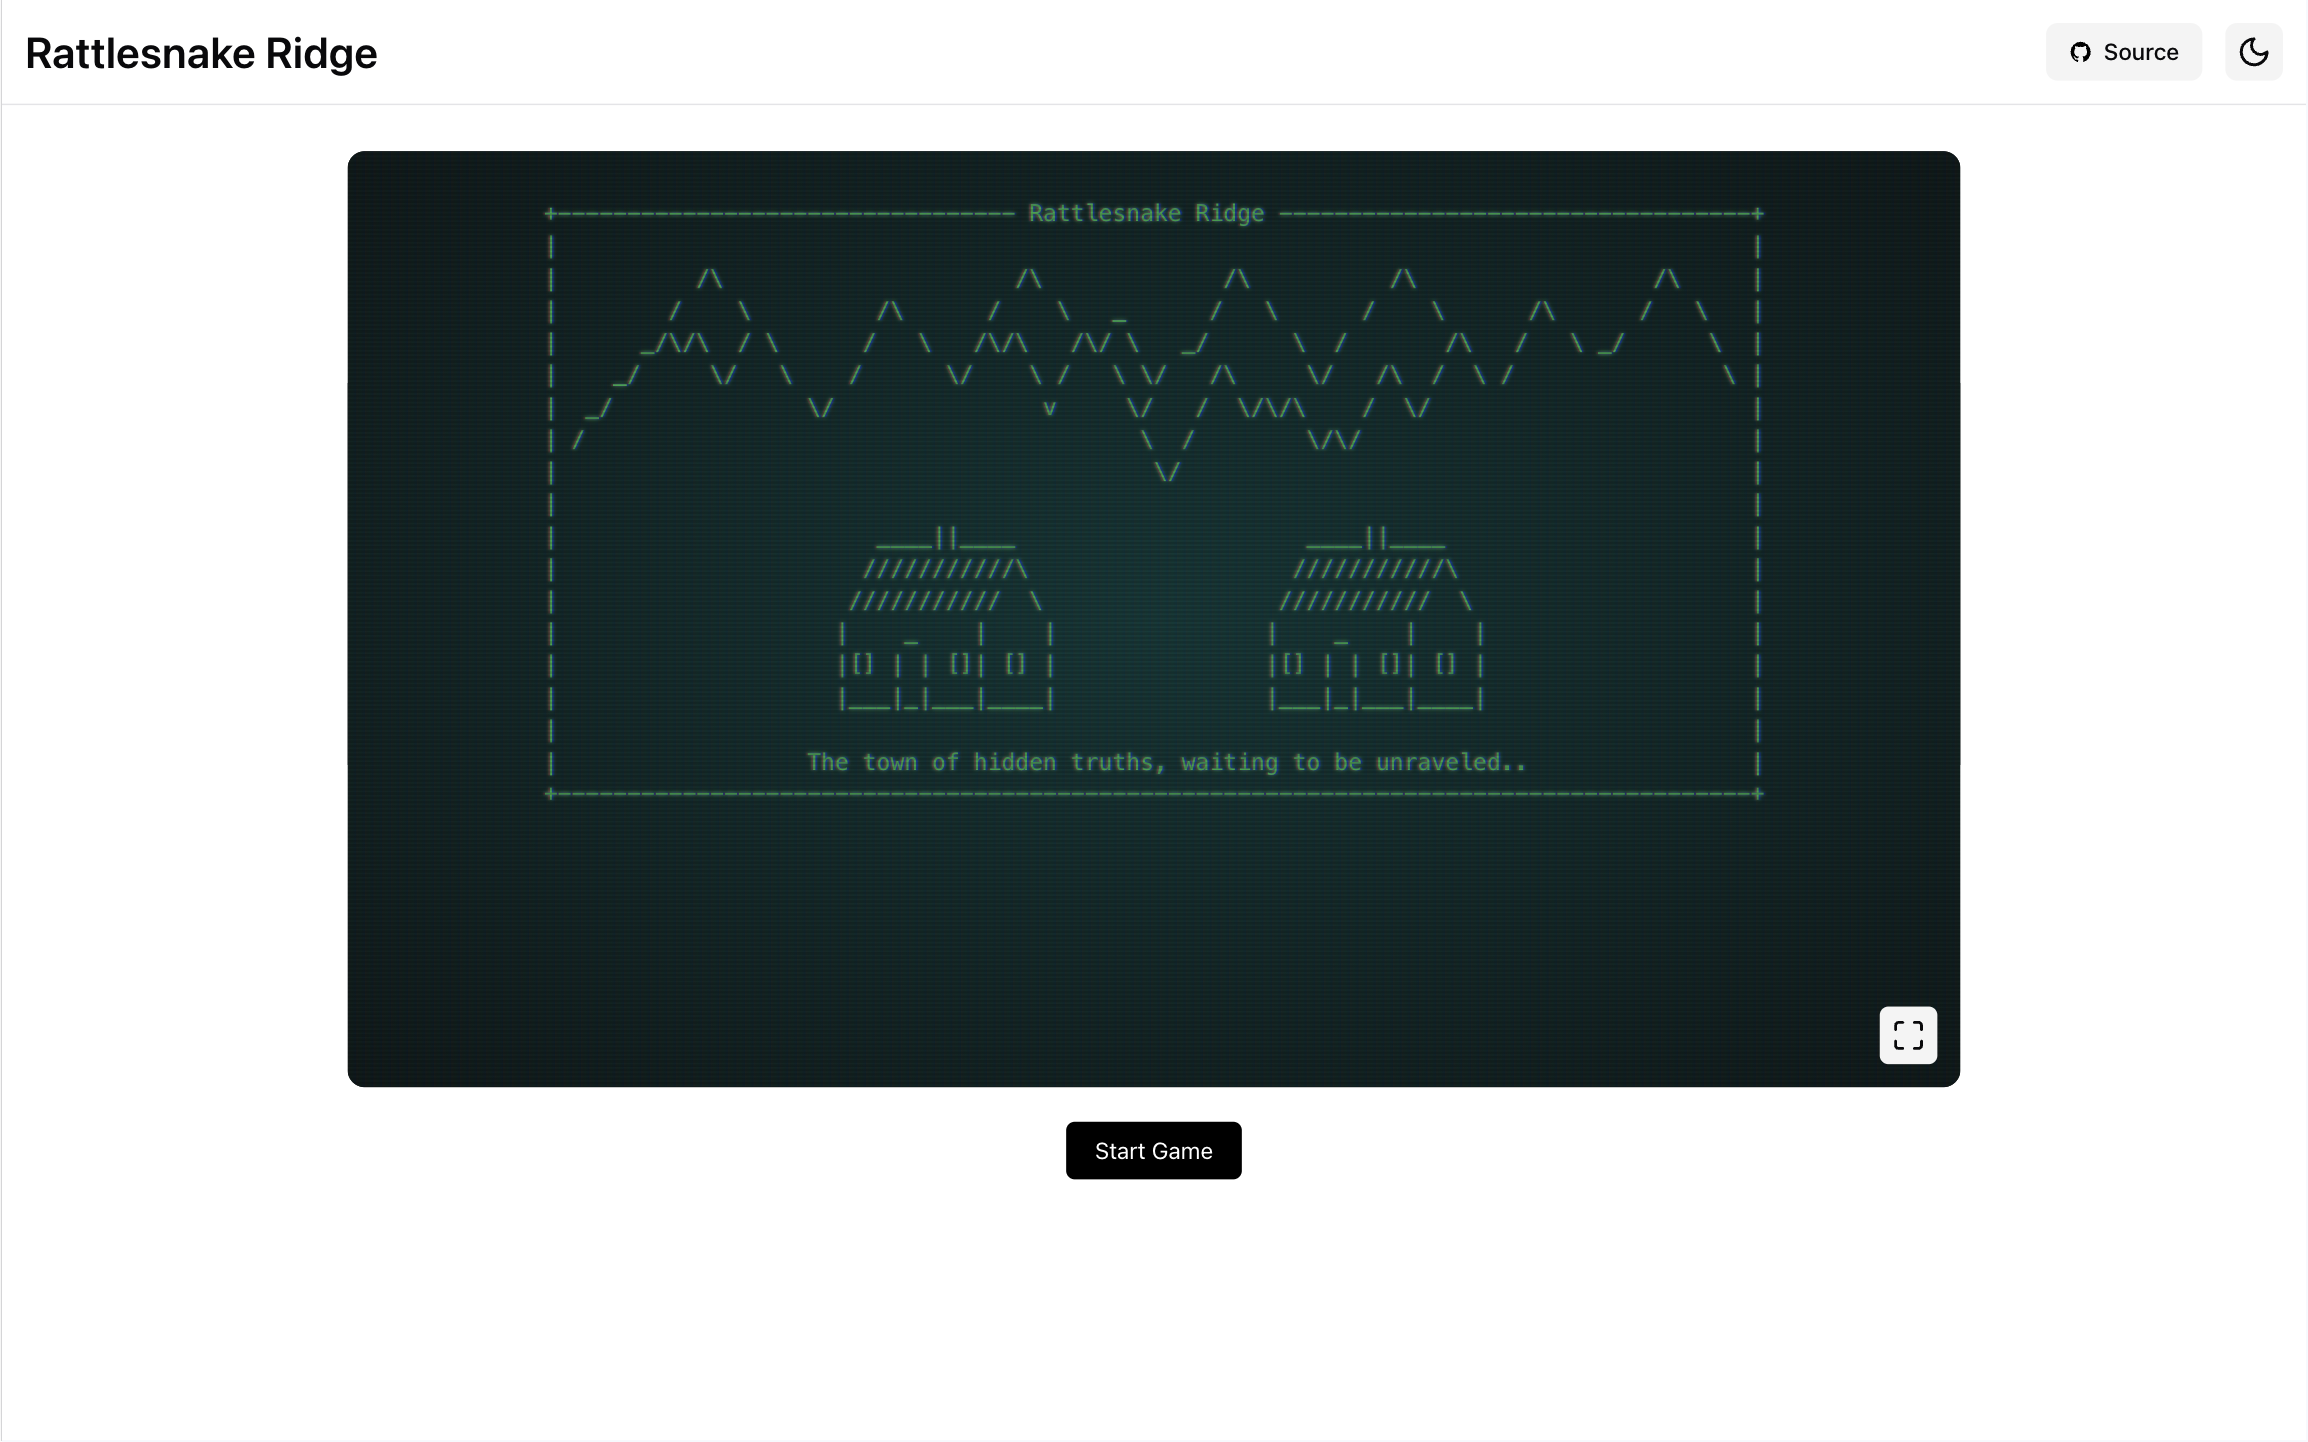 Rattlesnake Ridge
Source
Rattlesnake Ridge
The town of hidden truths, waiting to be unraveled..
Start Game